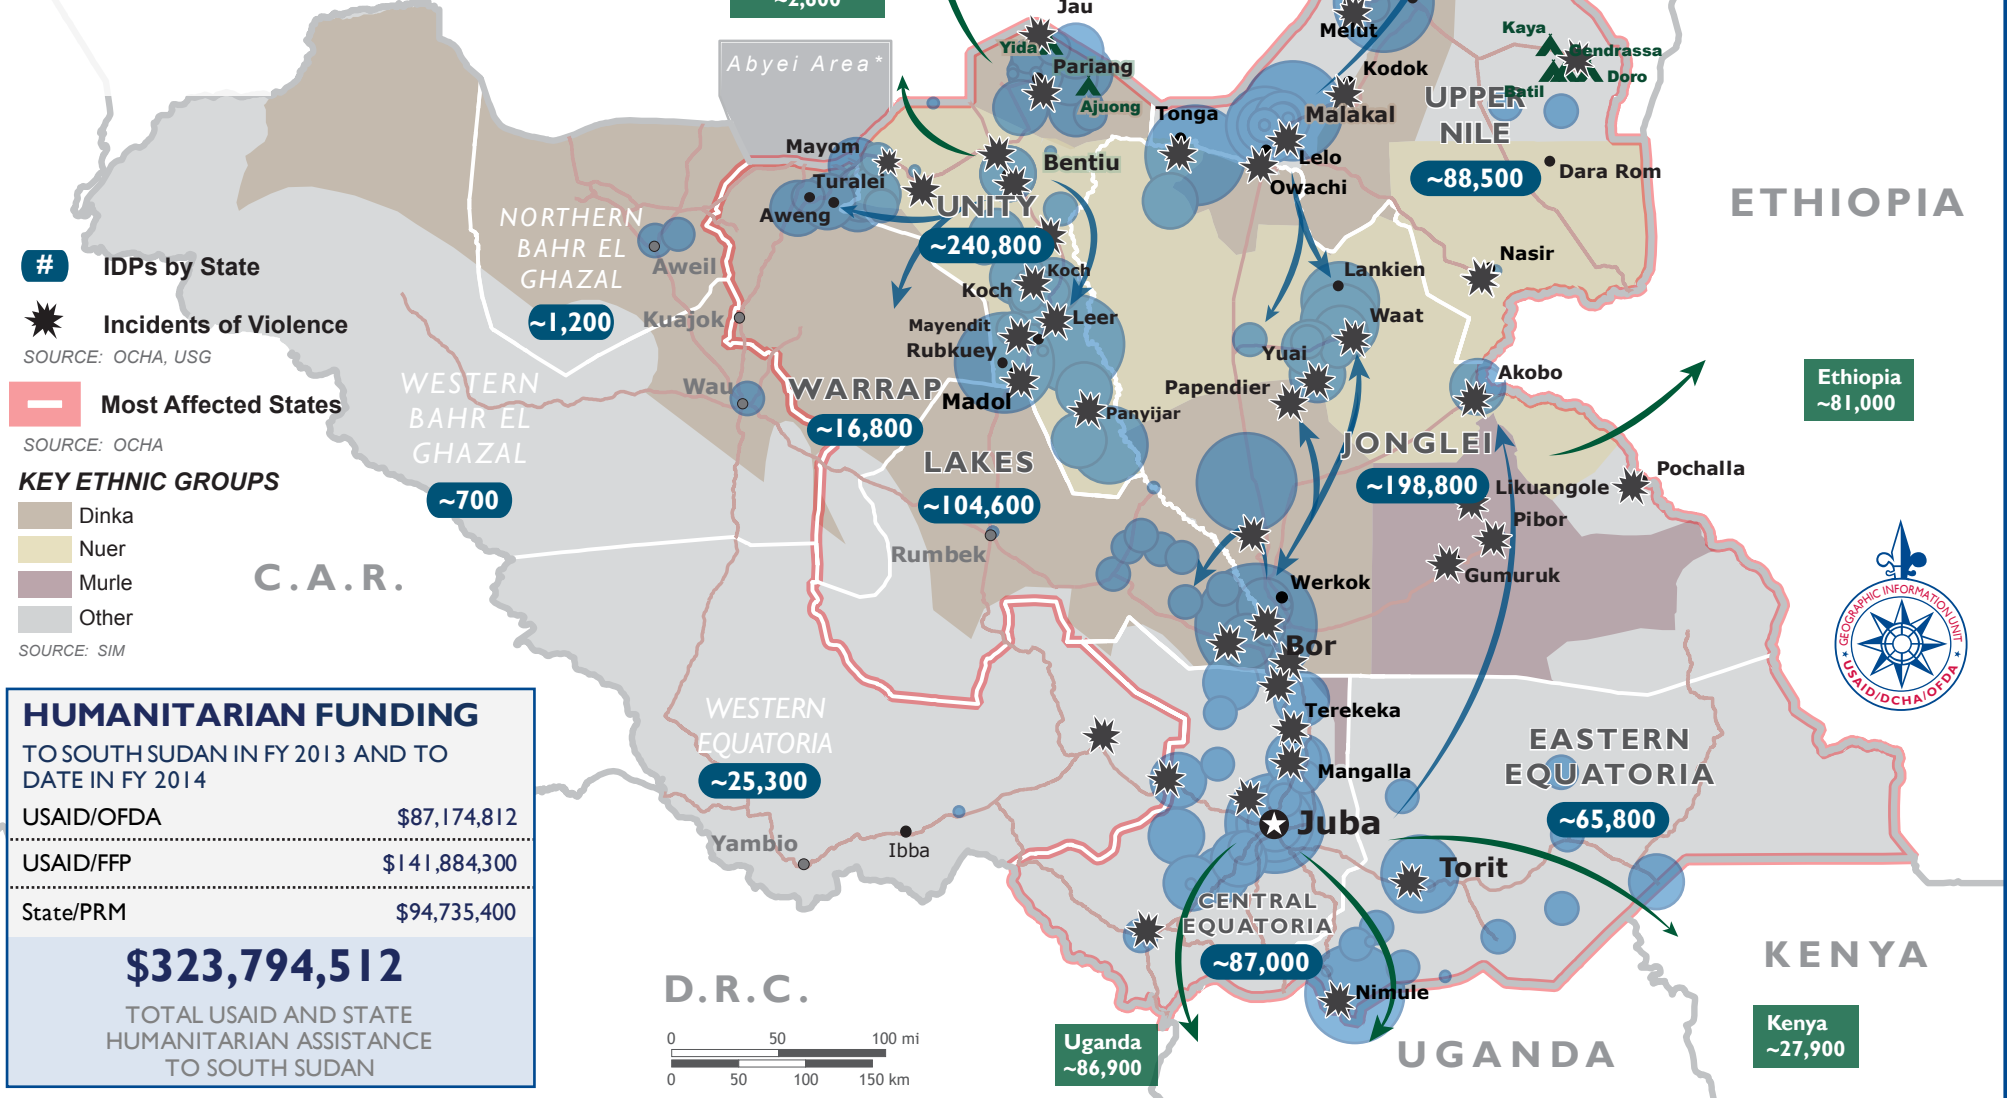 ~2,600
Jau
Yida
Pariang
Ajuong
Melut
Kodok
Kaya
Gendrassa
Doro
Batil
Abyei Area*
Tonga
Malakal
UPPER
NILE
~88,500
Dara Rom
Lelo
Owachi
Mayom
Bentiu
Turalei
Aweng
UNITY
~240,800
ETHIOPIA
NORTHERN
BAHR EL
GHAZAL
~1,200
Aweil
Kuajok
Koch
Koch
Nasir
Lankien
Waat
Leer
Mayendit
Rubkuey
Yuai
Papendier
Akobo
Wau
WARRAP
~16,800
Madol
Panyijar
WESTERN
BAHR EL
GHAZAL
~700
LAKES
~104,600
Rumbek
JONGLEI
~198,800
Likuangole
Pochalla
Pibor
Gumuruk
Ethiopia
~81,000
# IDPs by State
Incidents of Violence
SOURCE: OCHA, USG
Most Affected States
SOURCE: OCHA
KEY ETHNIC GROUPS
Dinka
Nuer
Murle
Other
SOURCE: SIM
C.A.R.
Werkok
Bor
Terekeka
Mangalla
Juba
WESTERN
EQUATORIA
~25,300
Yambio
Ibba
EASTERN
EQUATORIA
~65,800
Torit
CENTRAL
EQUATORIA
~87,000
Nimule
GEOGRAPHIC INFORMATION UNIT
USAID/DCHA/OFDA
HUMANITARIAN FUNDING
TO SOUTH SUDAN IN FY 2013 AND TO
DATE IN FY 2014
USAID/OFDA $87,174,812
USAID/FFP $141,884,300
State/PRM $94,735,400
$323,794,512
TOTAL USAID AND STATE
HUMANITARIAN ASSISTANCE
TO SOUTH SUDAN
D.R.C.
0 50 100 mi
0 50 100 150 km
Uganda
~86,900
UGANDA
KENYA
Kenya
~27,900